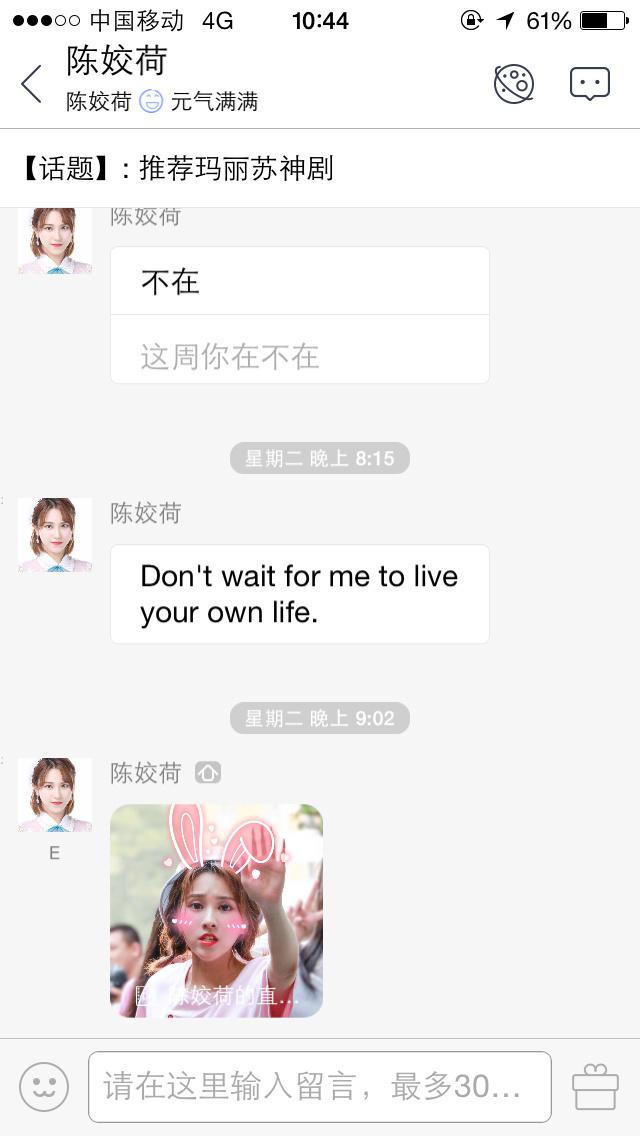 中国移动 4G 10:44 61%
陈姣荷
陈姣荷 元气满满
【话题】: 推荐玛丽苏神剧
陈姣荷
不在
这周你在不在
星期二 晚上 8:15
陈姣荷
Don't wait for me to live
your own life.
星期二 晚上 9:02
陈姣荷
E
陈姣荷的直...
请在这里输入留言，最多30...